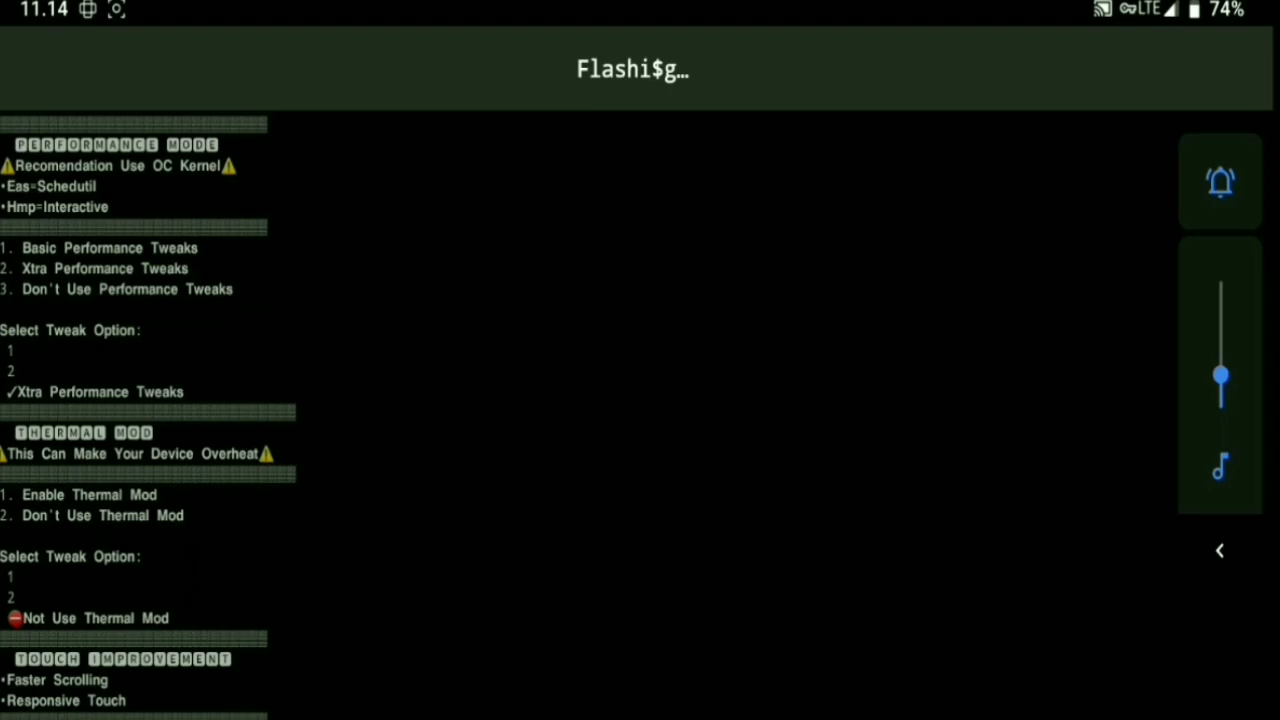 11.14
LTE 74%
Flashi$g…
PERFORMANCE MODE
⚠Recomendation Use OC Kernel⚠
•Eas=Schedutil
•Hmp=Interactive
1. Basic Performance Tweaks
2. Xtra Performance Tweaks
3. Don't Use Performance Tweaks
Select Tweak Option:
1
2
✓Xtra Performance Tweaks
THERMAL MOD
⚠This Can Make Your Device Overheat⚠
1. Enable Thermal Mod
2. Don't Use Thermal Mod
Select Tweak Option:
1
2
⛔Not Use Thermal Mod
TOUCH IMPROVEMENT
•Faster Scrolling
•Responsive Touch